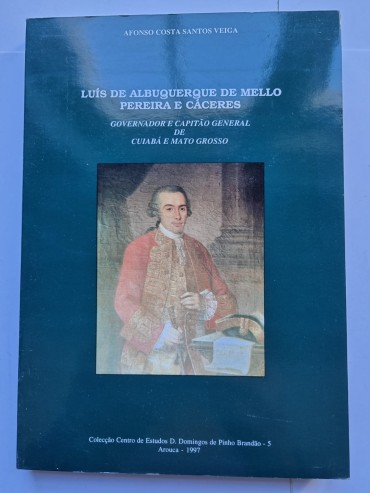 AFONSO COSTA SANTOS VEIGA
LUÍS DE ALBUQUERQUE DE MELLO
PEREIRA E CÁCERES
GOVERNADOR E CAPITÃO GENERAL
DE
CUIABÁ E MATO GROSSO
Colecção Centro de Estudos D. Domingos de Pinho Brandão - 5
Arouca - 1997